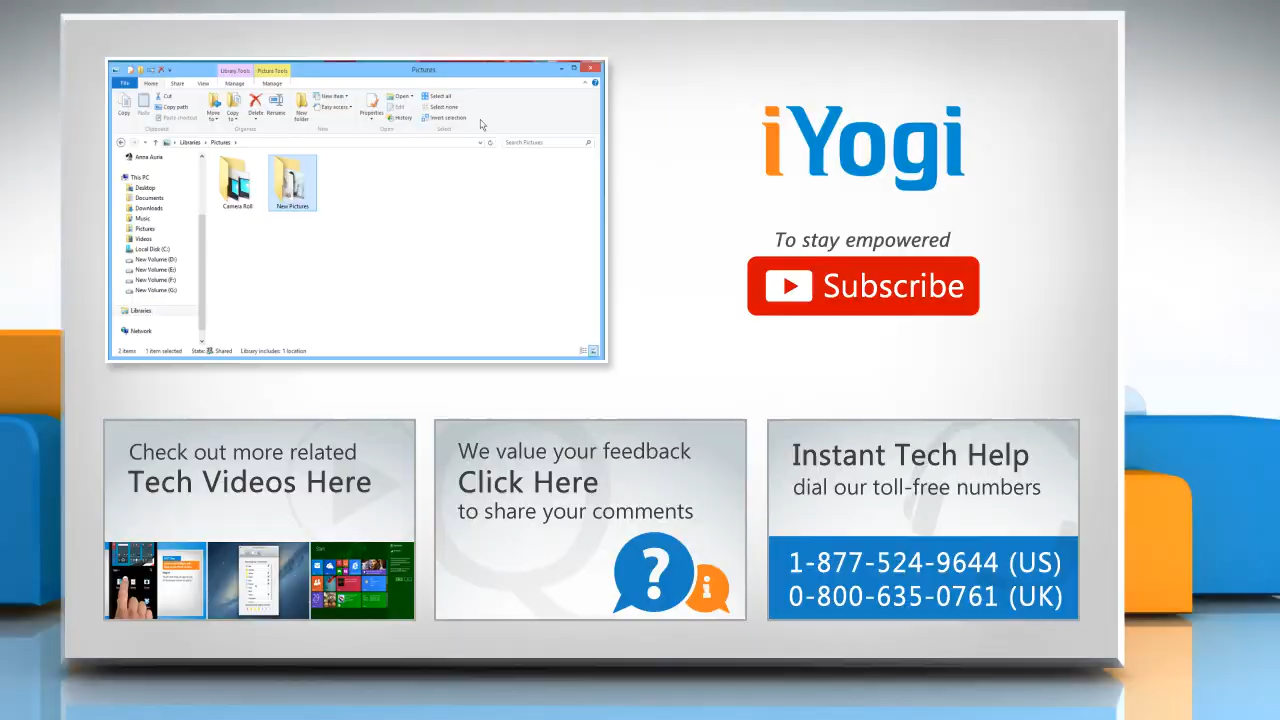 Library Tools
Picture Tools
Pictures
File
Home
Share
View
Manage
Manage
Copy
Paste
Cut
Copy path
Paste shortcut
Move to
Copy to
Delete
Rename
New folder
New item
Easy access
Properties
Open
Edit
History
Select all
Select none
Invert selection
Clipboard
Organize
New
Open
Select
Libraries
Pictures
Search Pictures
Anna Auria
This PC
Desktop
Documents
Downloads
Music
Pictures
Videos
Local Disk (C:)
New Volume (D:)
New Volume (E:)
New Volume (F:)
New Volume (G:)
Libraries
Network
Camera Roll
New Pictures
2 items
1 item selected
State:
Shared
Library includes: 1 location
iYogi
To stay empowered
Subscribe
Check out more related
Tech Videos Here
We value your feedback
Click Here
to share your comments
?
i
Instant Tech Help
dial our toll-free numbers
1-877-524-9644 (US)
0-800-635-0761 (UK)
Start